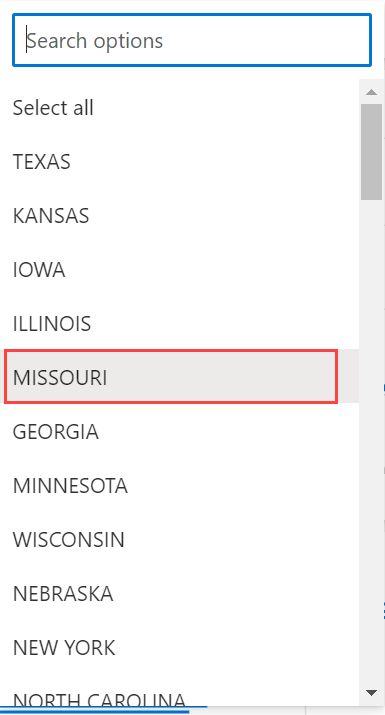 Search options
Select all
TEXAS
KANSAS
IOWA
ILLINOIS
MISSOURI
GEORGIA
MINNESOTA
WISCONSIN
NEBRASKA
NEW YORK
NORTH CAROLINA